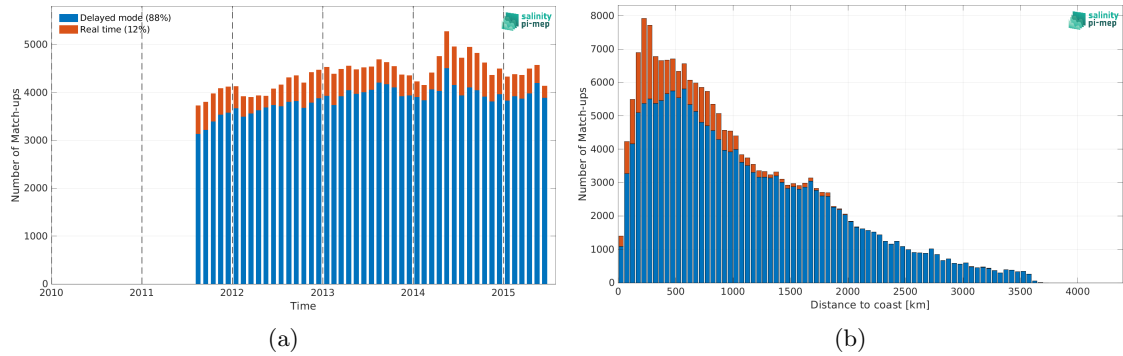 Delayed mode (88%)
Real time (12%)
salinity
pi-mep
Number of Match-ups
5000
4000
3000
2000
1000
0
2010
2011
2012
2013
2014
2015
Time
(a)
salinity
pi-mep
Number of Match-ups
8000
7000
6000
5000
4000
3000
2000
1000
0
0
500
1000
1500
2000
2500
3000
3500
4000
Distance to coast [km]
(b)